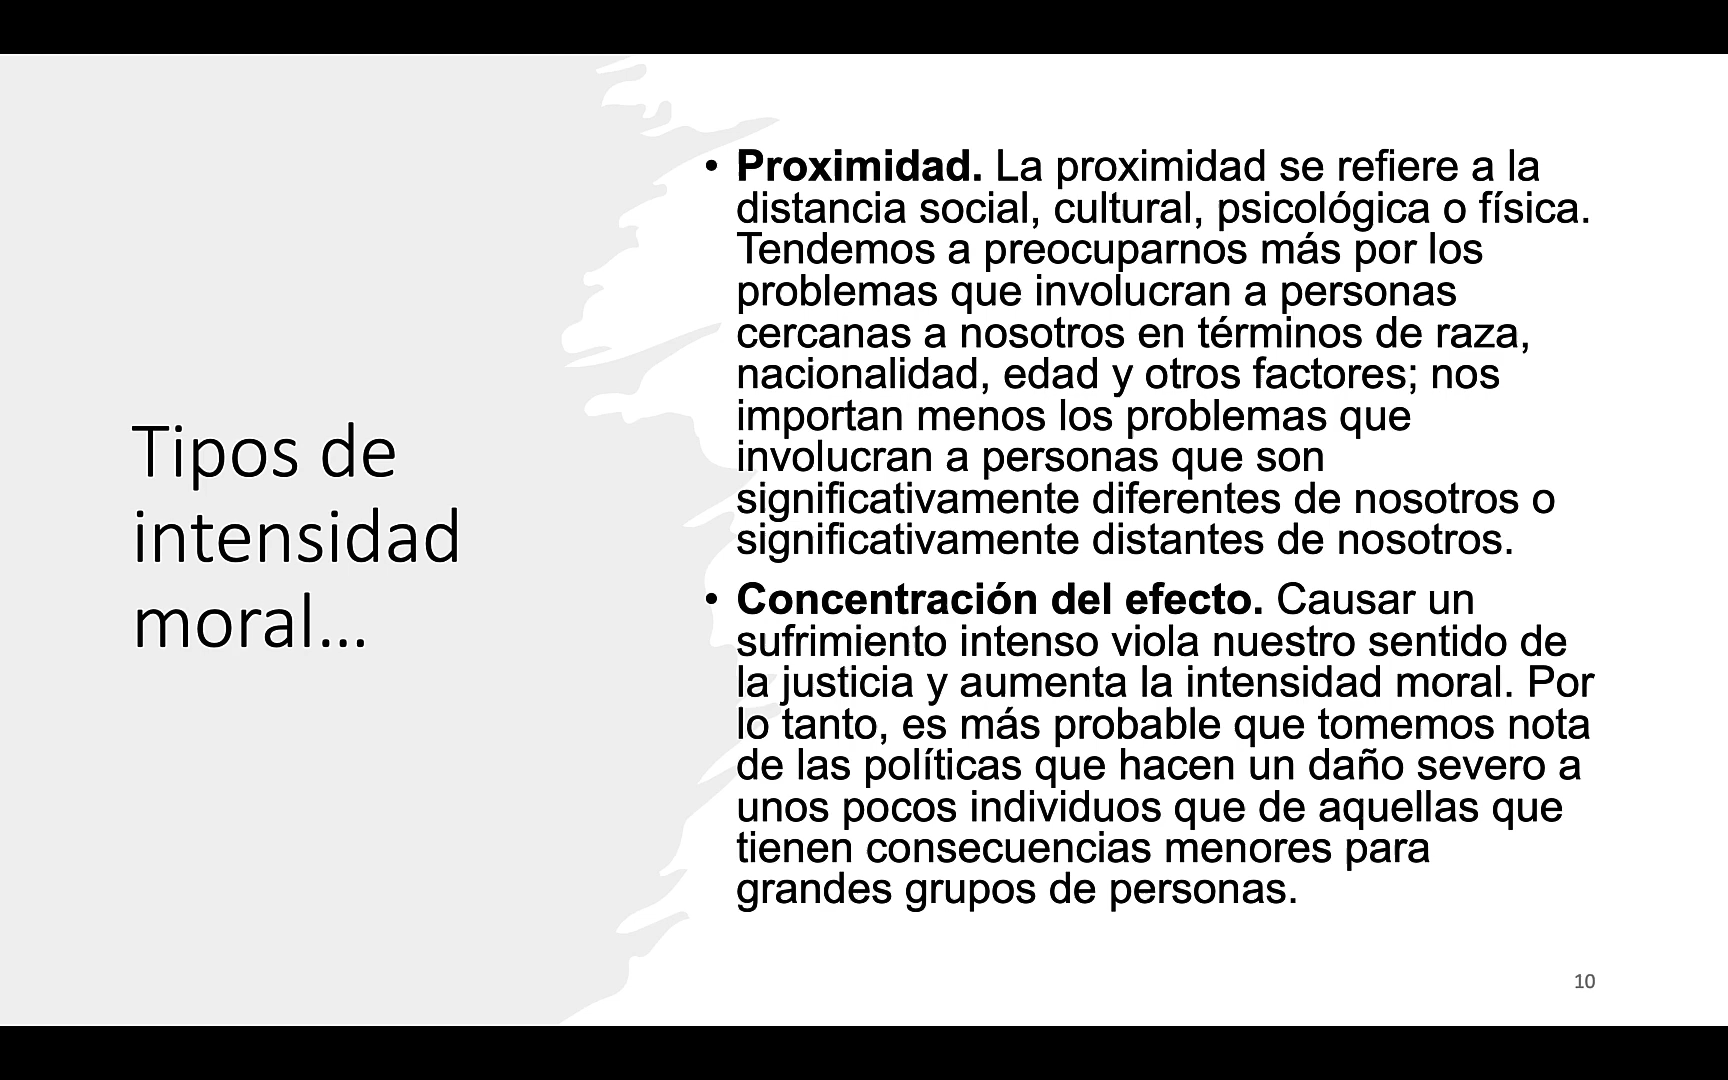 Tipos de
intensidad
moral...
• Proximidad. La proximidad se refiere a la
distancia social, cultural, psicológica o física.
Tendemos a preocuparnos más por los
problemas que involucran a personas
cercanas a nosotros en términos de raza,
nacionalidad, edad y otros factores; nos
importan menos los problemas que
involucran a personas que son
significativamente diferentes de nosotros o
significativamente distantes de nosotros.
• Concentración del efecto. Causar un
sufrimiento intenso viola nuestro sentido de
la justicia y aumenta la intensidad moral. Por
lo tanto, es más probable que tomemos nota
de las políticas que hacen un daño severo a
unos pocos individuos que de aquellas que
tienen consecuencias menores para
grandes grupos de personas.
10